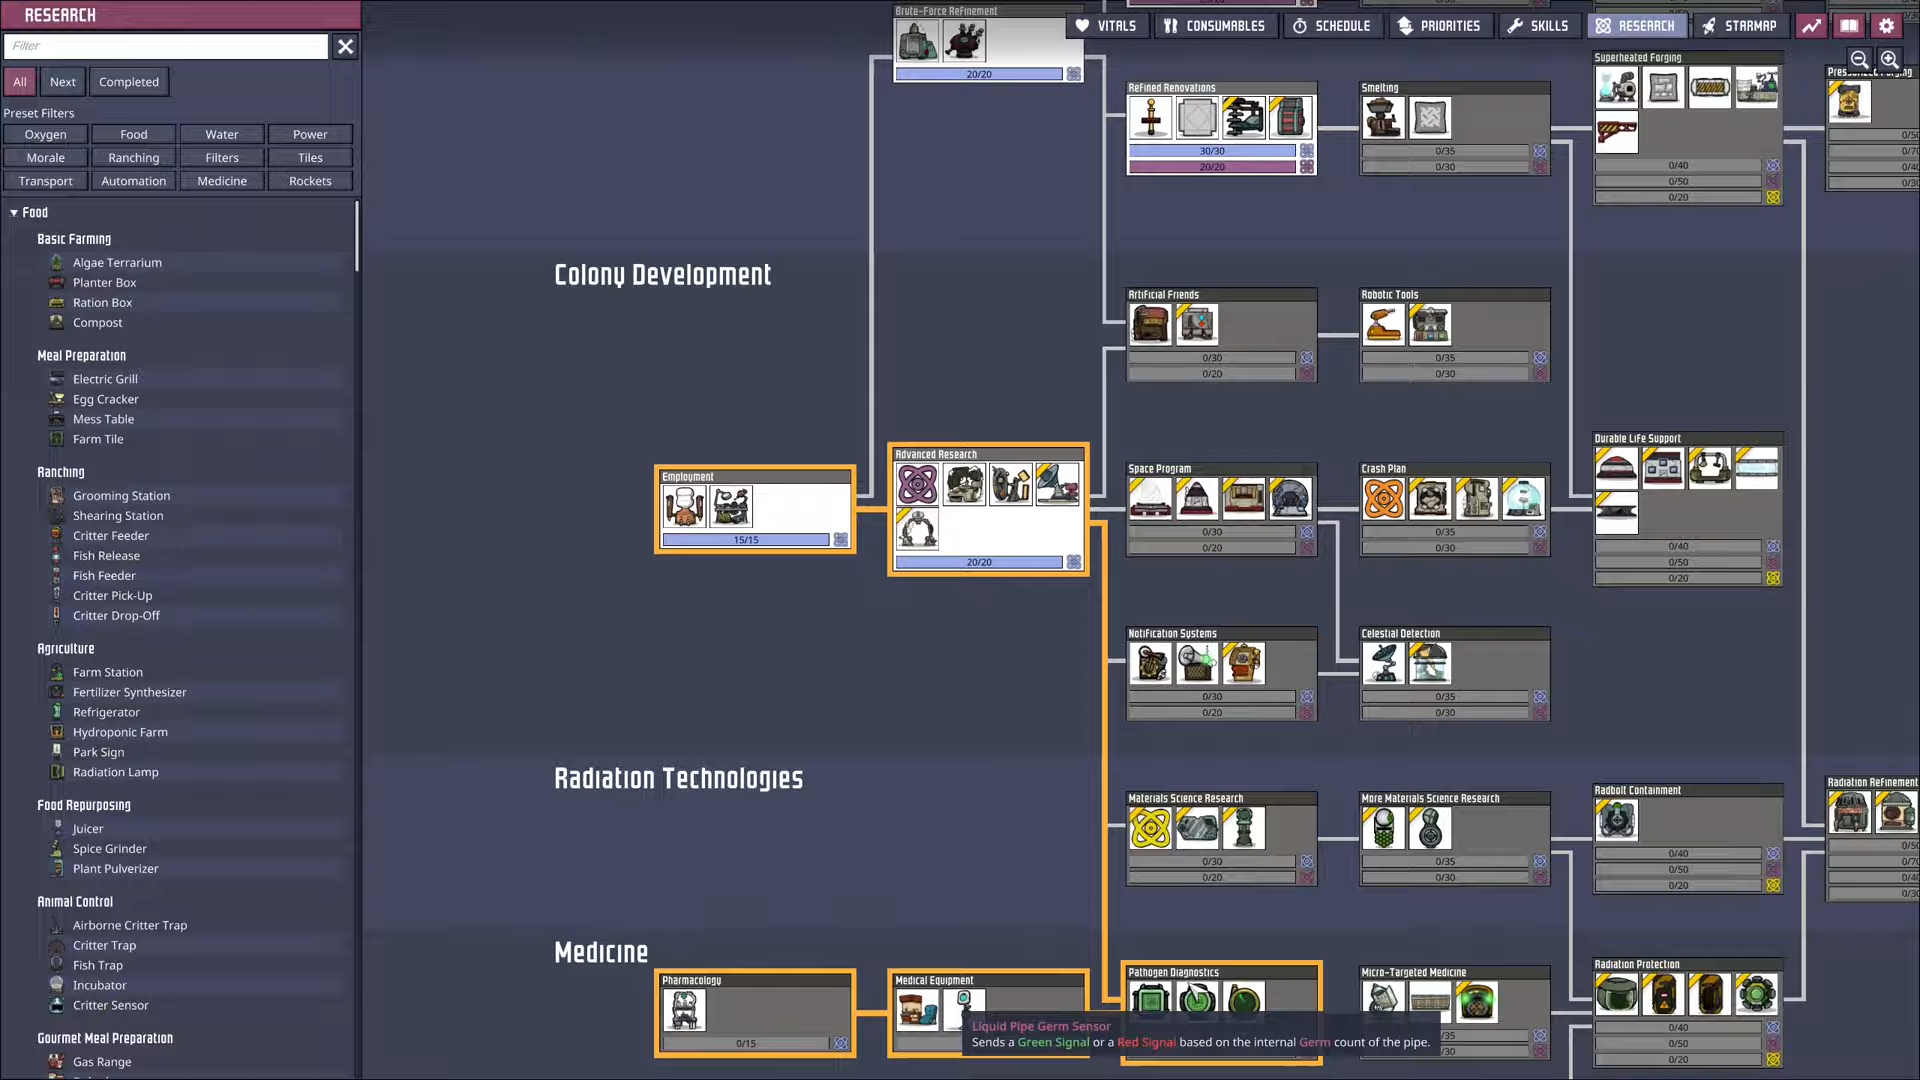 RESEARCH
Filter
All
Next
Completed
Preset Filters
Oxygen
Food
Water
Power
Morale
Ranching
Filters
Tiles
Transport
Automation
Medicine
Rockets
Food
Basic Farming
Algae Terrarium
Planter Box
Ration Box
Compost
Meal Preparation
Electric Grill
Egg Cracker
Mess Table
Farm Tile
Ranching
Grooming Station
Shearing Station
Critter Feeder
Fish Release
Fish Feeder
Critter Pick-Up
Critter Drop-Off
Agriculture
Farm Station
Fertilizer Synthesizer
Refrigerator
Hydroponic Farm
Park Sign
Radiation Lamp
Food Repurposing
Juicer
Spice Grinder
Plant Pulverizer
Animal Control
Airborne Critter Trap
Critter Trap
Fish Trap
Incubator
Critter Sensor
Gourmet Meal Preparation
Gas Range
VITALS
CONSUMABLES
SCHEDULE
PRIORITIES
SKILLS
RESEARCH
STARMAP
Brute-Force Refinement
20/20
Refined Renovations
30/30
20/20
Smelting
0/35
0/30
Superheated Forging
0/40
0/50
0/20
Colony Development
Artificial Friends
0/30
0/20
Robotic Tools
0/35
0/30
Employment
15/15
Advanced Research
20/20
Space Program
0/30
0/20
Crash Plan
0/35
0/30
Durable Life Support
0/40
0/50
0/20
Notification Systems
0/30
0/20
Celestial Detection
0/35
0/30
Radiation Technologies
Materials Science Research
0/30
0/20
More Materials Science Research
0/35
0/30
Radbolt Containment
0/40
0/50
0/20
Radiation Refinement
Medicine
Pharmacology
0/15
Medical Equipment
Pathogen Diagnostics
Micro-Targeted Medicine
Radiation Protection
0/40
0/50
0/20
Liquid Pipe Germ Sensor
Sends a Green Signal or a Red Signal based on the internal Germ count of the pipe.